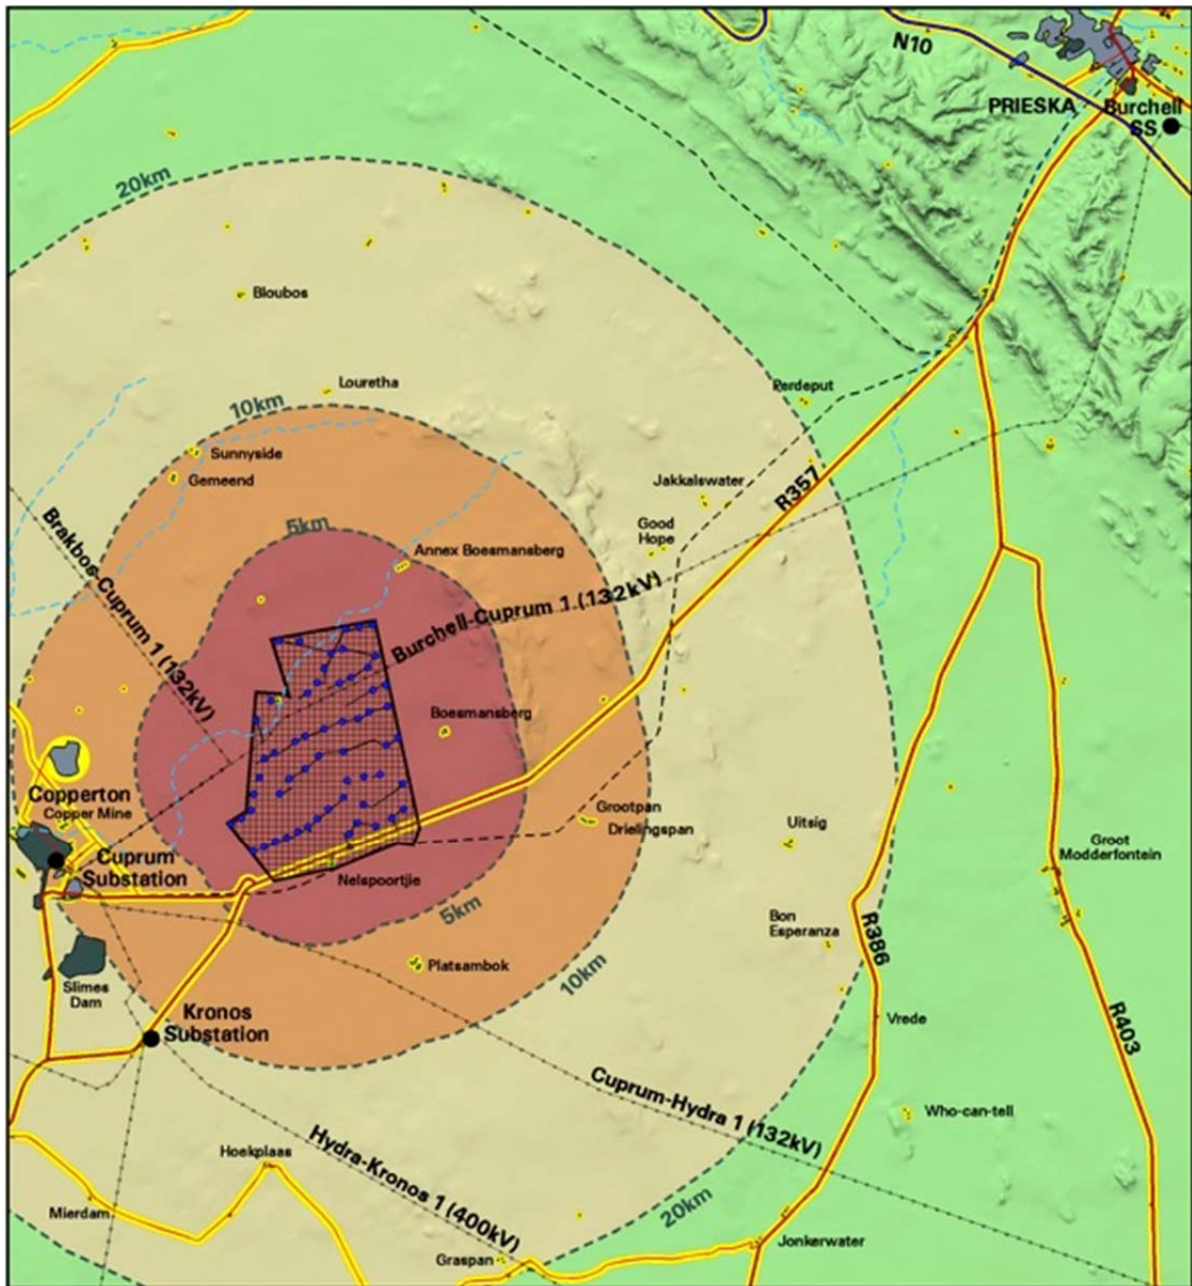 N10
PRIESKA
Burchell
SS
20km
Bloubos
Louretha
Perdeput
10km
Sunnyside
Gemeend
Jakkalswater
R357
Good
Hope
5km
Annex Boesmansberg
Brakbos-Cuprum 1 (132kV)
Burchell-Cuprum 1 (132kV)
Boesmansberg
Copperton
Copper Mine
Grootpan
Drielingspan
Uitsig
Groot
Modderfontein
Cuprum
Substation
Nelspoortjie
5km
Bon
Esperanza
R386
Platsambok
10km
Slimes
Dam
Kronos
Substation
Vrede
R403
Cuprum-Hydra 1 (132kV)
Who-can-tell
Hydra-Kronos 1 (400kV)
Hoekplaas
Mierdam
20km
Graspan
Jonkerwater